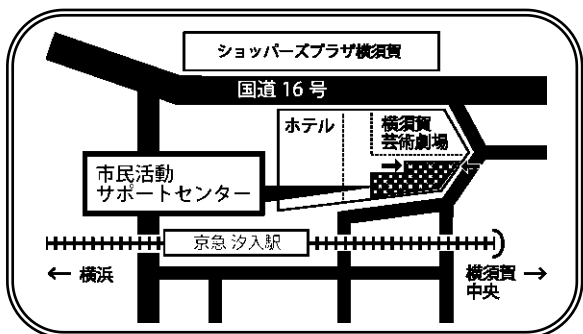 ショッパーズプラザ横須賀
国道 16 号
ホテル
横須賀
芸術劇場
市民活動
サポートセンター
京急 汐入駅
← 横浜
横須賀 →
中央